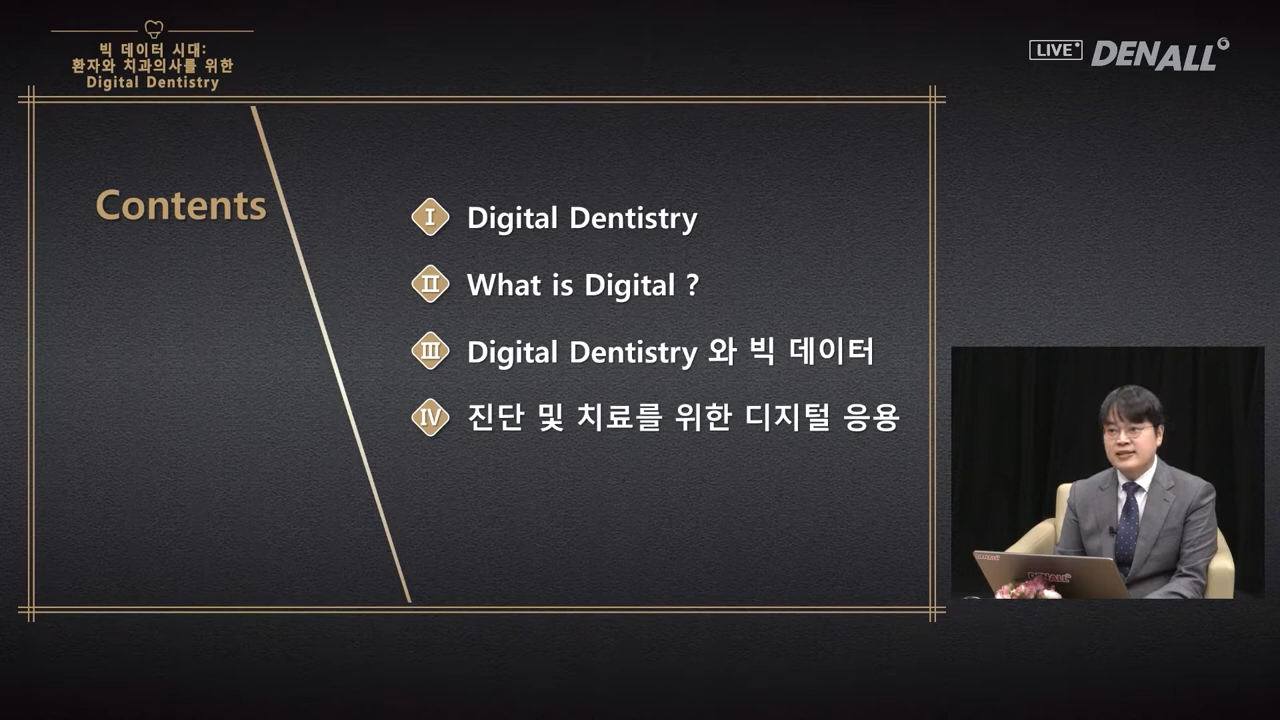 빅 데이터 시대:
환자와 치과의사를 위한
Digital Dentistry
LIVE
DENALL
Contents
I Digital Dentistry
II What is Digital ?
III Digital Dentistry 와 빅 데이터
IV 진단 및 치료를 위한 디지털 응용
DENALL